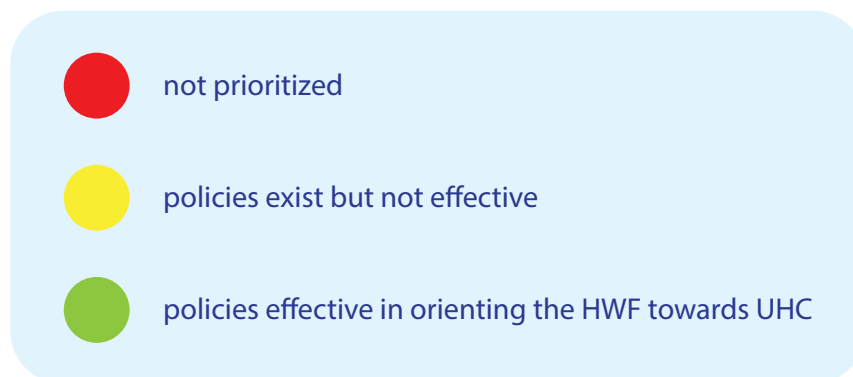 not prioritized
policies exist but not effective
policies effective in orienting the HWF towards UHC